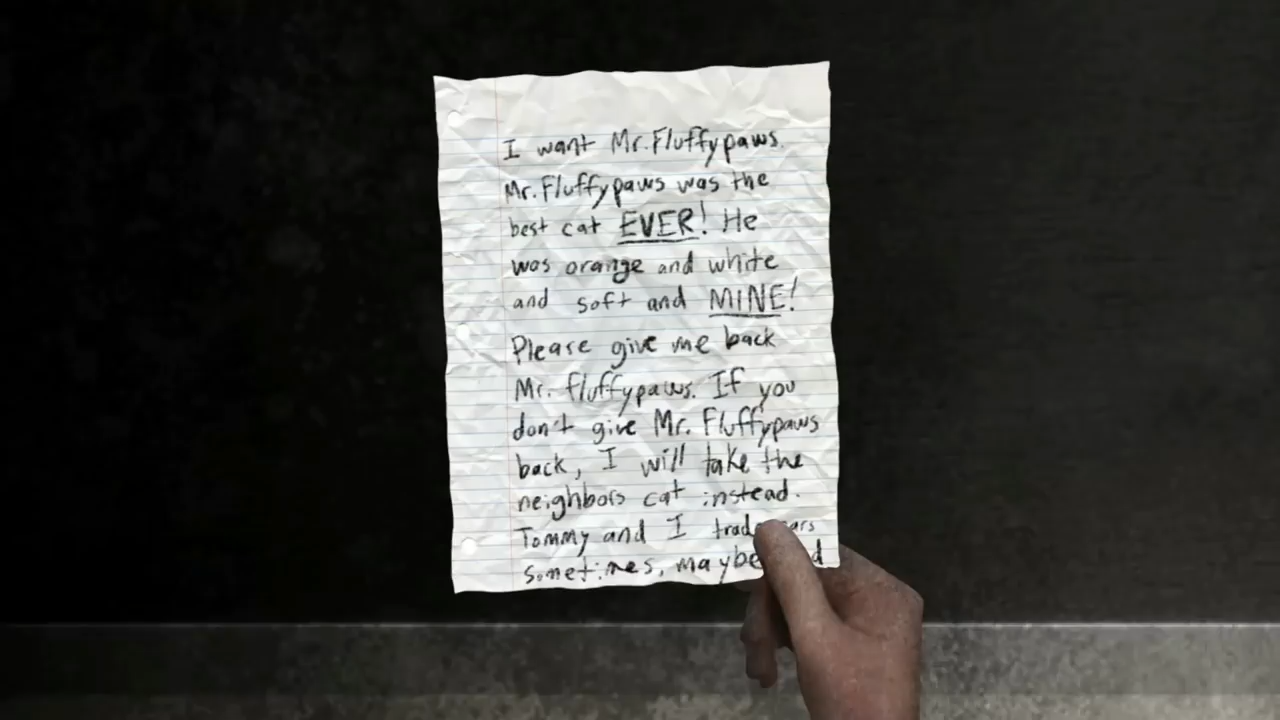 I want Mr. Fluffypaws.
Mr. Fluffypaws was the
best cat EVER! He
was orange and white
and soft and MINE!
Please give me back
Mr. fluffypaws. If you
don't give Mr. Fluffypaws
back, I will take the
neighbors cat instead.
Tommy and I
sometimes, maybe